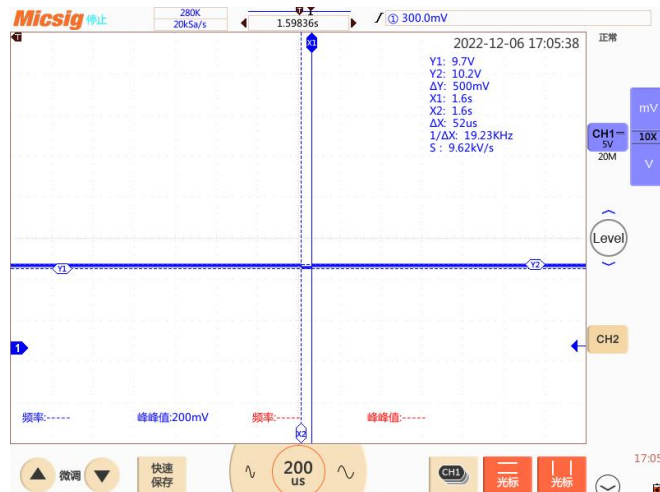 Micsig 停止
280K
20kSa/s
1.59836s
T
① 300.0mV
T
X1
2022-12-06 17:05:38
正常
Y1: 9.7V
Y2: 10.2V
ΔY: 500mV
X1: 1.6s
X2: 1.6s
ΔX: 52us
1/ΔX: 19.23KHz
S : 9.62kV/s
mV
CH1
5V
20M
10X
V
Level
Y1
Y2
1
CH2
频率:-----
峰峰值:200mV
频率:-----
峰峰值:-----
X2
微调
快速
保存
200
us
CH1
光标
光标
17:05